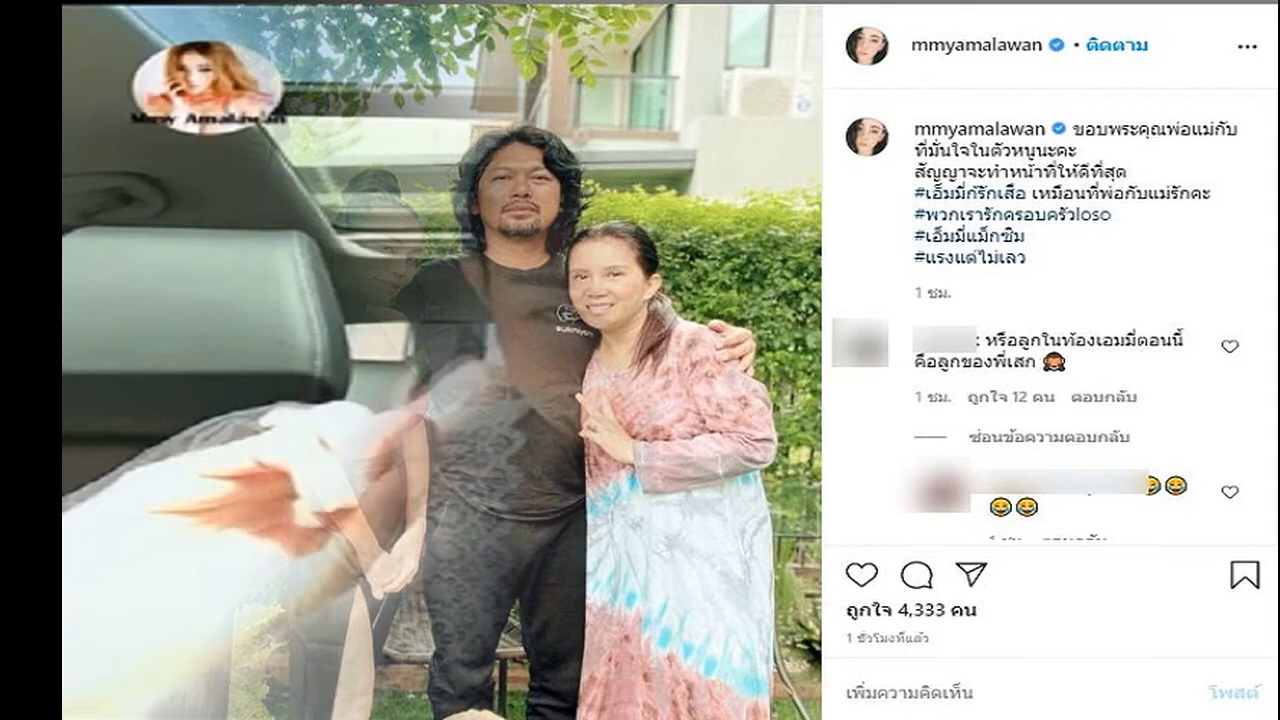 mmyamalawan • ติดตาม
mmyamalawan ขอบพระคุณพ่อแม่กับ
ที่มั่นใจในตัวหนูนะคะ
สัญญาจะทำหน้าที่ให้ดีที่สุด
#เอ็มมี่ก็รักเสือ เหมือนที่พ่อกับแม่รักคะ
#พวกเรารักครอบครัวloso
#เอ็มมี่แม็กซิม
#แรงแต่ไม่เลว
1 ชม.
: หรือลูกในท้องเอมมี่ตอนนี้
คือลูกของพี่เสก 🙊
1 ชม. ถูกใจ 12 คน ตอบกลับ
ซ่อนข้อความตอบกลับ
😂😂
😂😂
ถูกใจ 4,333 คน
1 ชั่วโมงที่แล้ว
เพิ่มความคิดเห็น
โพสต์
Amalawan